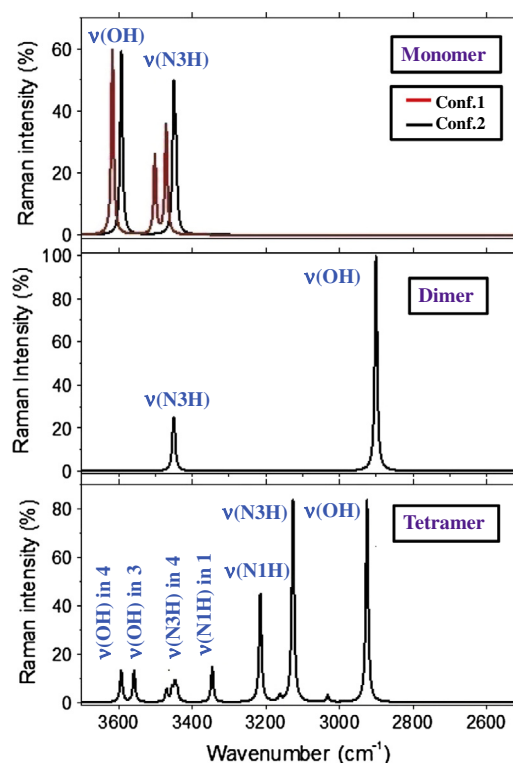 ν(OH)
ν(N3H)
Monomer
Conf.1
Conf.2
Raman intensity (%)
60
40
20
0
ν(OH)
Dimer
ν(N3H)
Raman Intensity (%)
100
80
60
40
20
0
ν(N3H)
ν(OH)
Tetramer
ν(N1H)
ν(OH) in 4
ν(OH) in 3
ν(N3H) in 4
ν(N1H) in 1
Raman intensity (%)
80
60
40
20
0
3600 3400 3200 3000 2800 2600
Wavenumber (cm⁻¹)